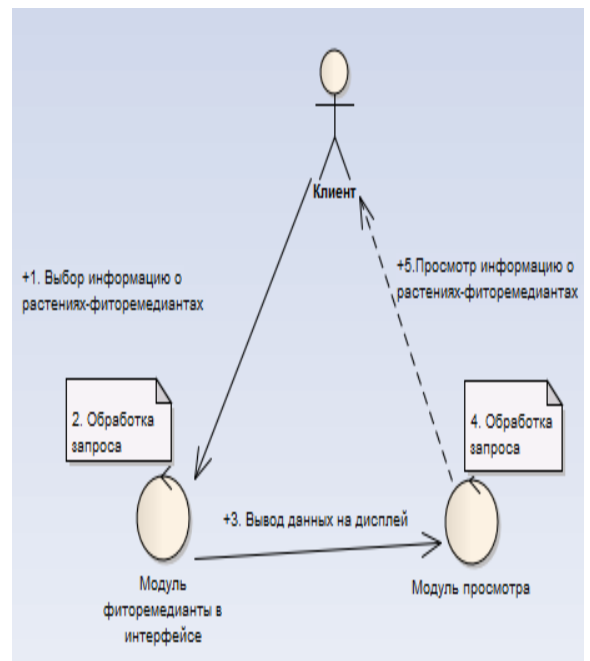 Клиент
+1. Выбор информацию о
растениях-фиторемедиантах
+5.Просмотр информацию о
растениях-фиторемедиантах
2. Обработка
запроса
4. Обработка
запроса
+3. Вывод данных на дисплей
Модуль
фиторемедианты в
интерфейсе
Модуль просмотра